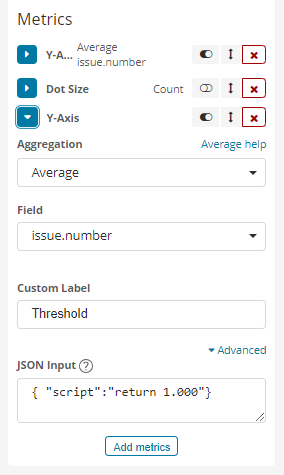 Metrics
Y-A... Average
issue.number
Dot Size Count
Y-Axis
Aggregation Average help
Average
Field
issue.number
Custom Label
Threshold
Advanced
JSON Input ?
{ "script":"return 1.000"}
Add metrics